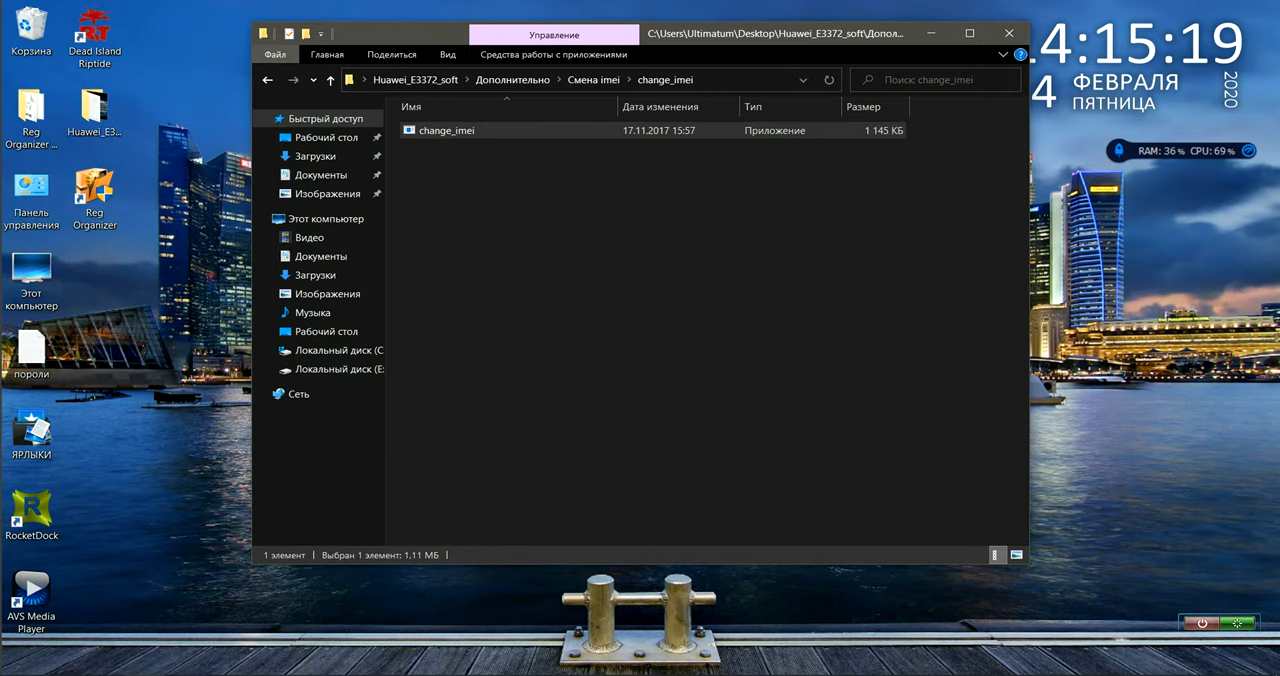 Корзина
Dead Island
Riptide
Reg
Organizer ...
Huawei_E3...
Панель
управления
Reg
Organizer
Этот
компьютер
пороли
ЯРЛЫКИ
RocketDock
AVS Media
Player
Управление
C:\Users\Ultimatum\Desktop\Huawei_E3372_soft\Допол...
Файл
Главная
Поделиться
Вид
Средства работы с приложениями
Huawei_E3372_soft
Дополнительно
Смена imei
change_imei
Поиск: change_imei
Быстрый доступ
Рабочий стол
Загрузки
Документы
Изображения
Этот компьютер
Видео
Документы
Загрузки
Изображения
Музыка
Рабочий стол
Локальный диск (C
Локальный диск (E:
Сеть
Имя
Дата изменения
Тип
Размер
change_imei
17.11.2017 15:57
Приложение
1 145 КБ
1 элемент
Выбран 1 элемент: 1,11 МБ
4:15:19
4
ФЕВРАЛЯ
ПЯТНИЦА
2020
RAM: 36 % CPU: 69 %